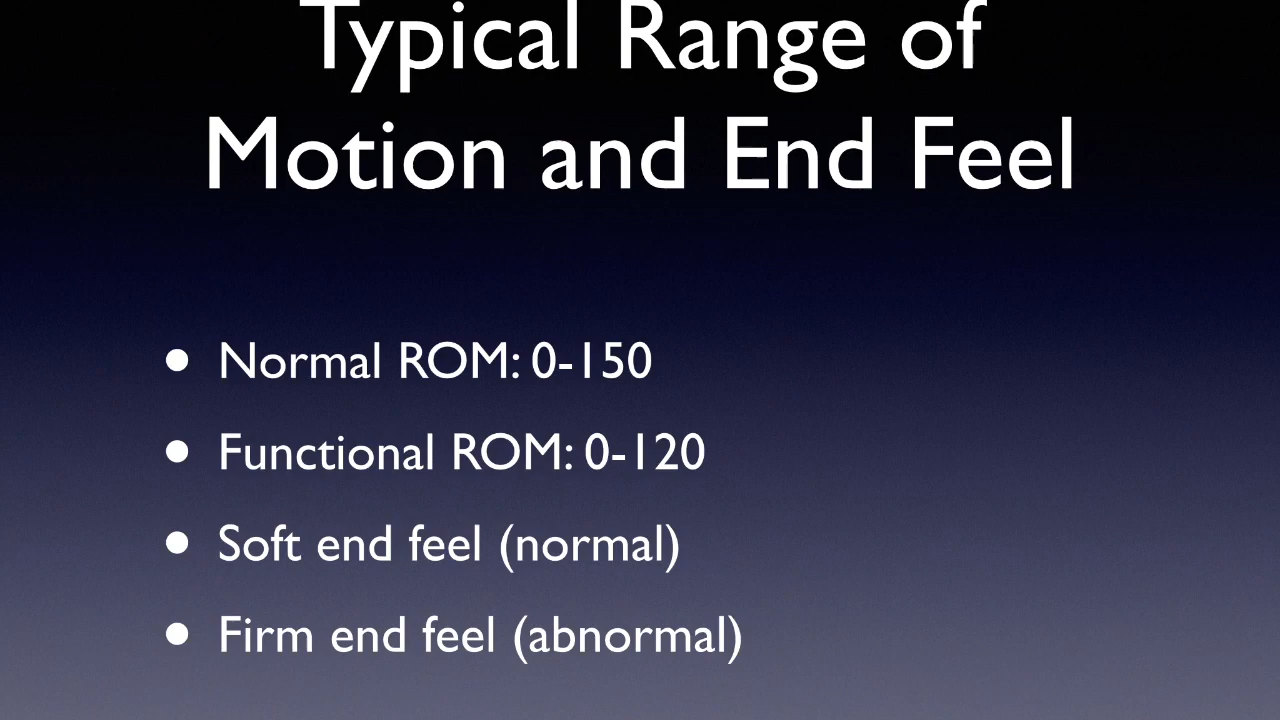 Typical Range of
Motion and End Feel
• Normal ROM: 0-150
• Functional ROM: 0-120
• Soft end feel (normal)
• Firm end feel (abnormal)